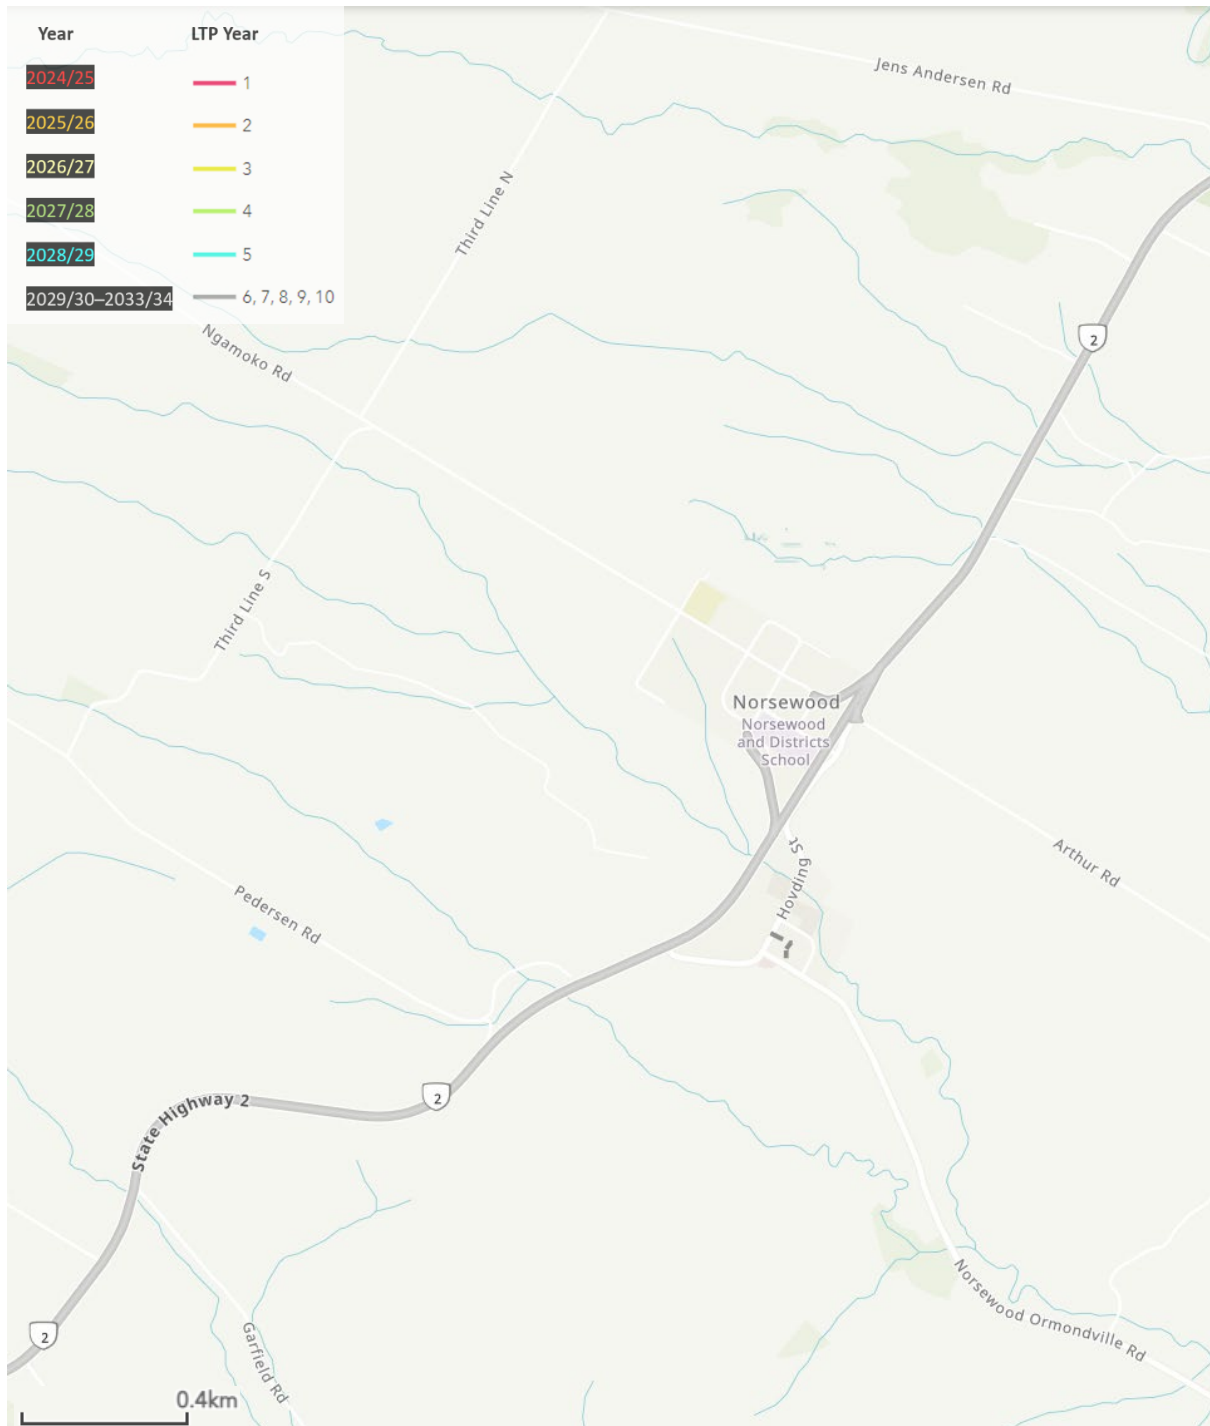 Year LTP Year
2024/25 1
2025/26 2
2026/27 3
2027/28 4
2028/29 5
2029/30–2033/34 6, 7, 8, 9, 10
Jens Andersen Rd
Third Line N
Ngamoko Rd
2
Third Line S
Norsewood
Norsewood
and Districts
School
Arthur Rd
Hovding St
Pedersen Rd
2
State Highway 2
Norsewood Ormondville Rd
2
Garfield Rd
0.4km